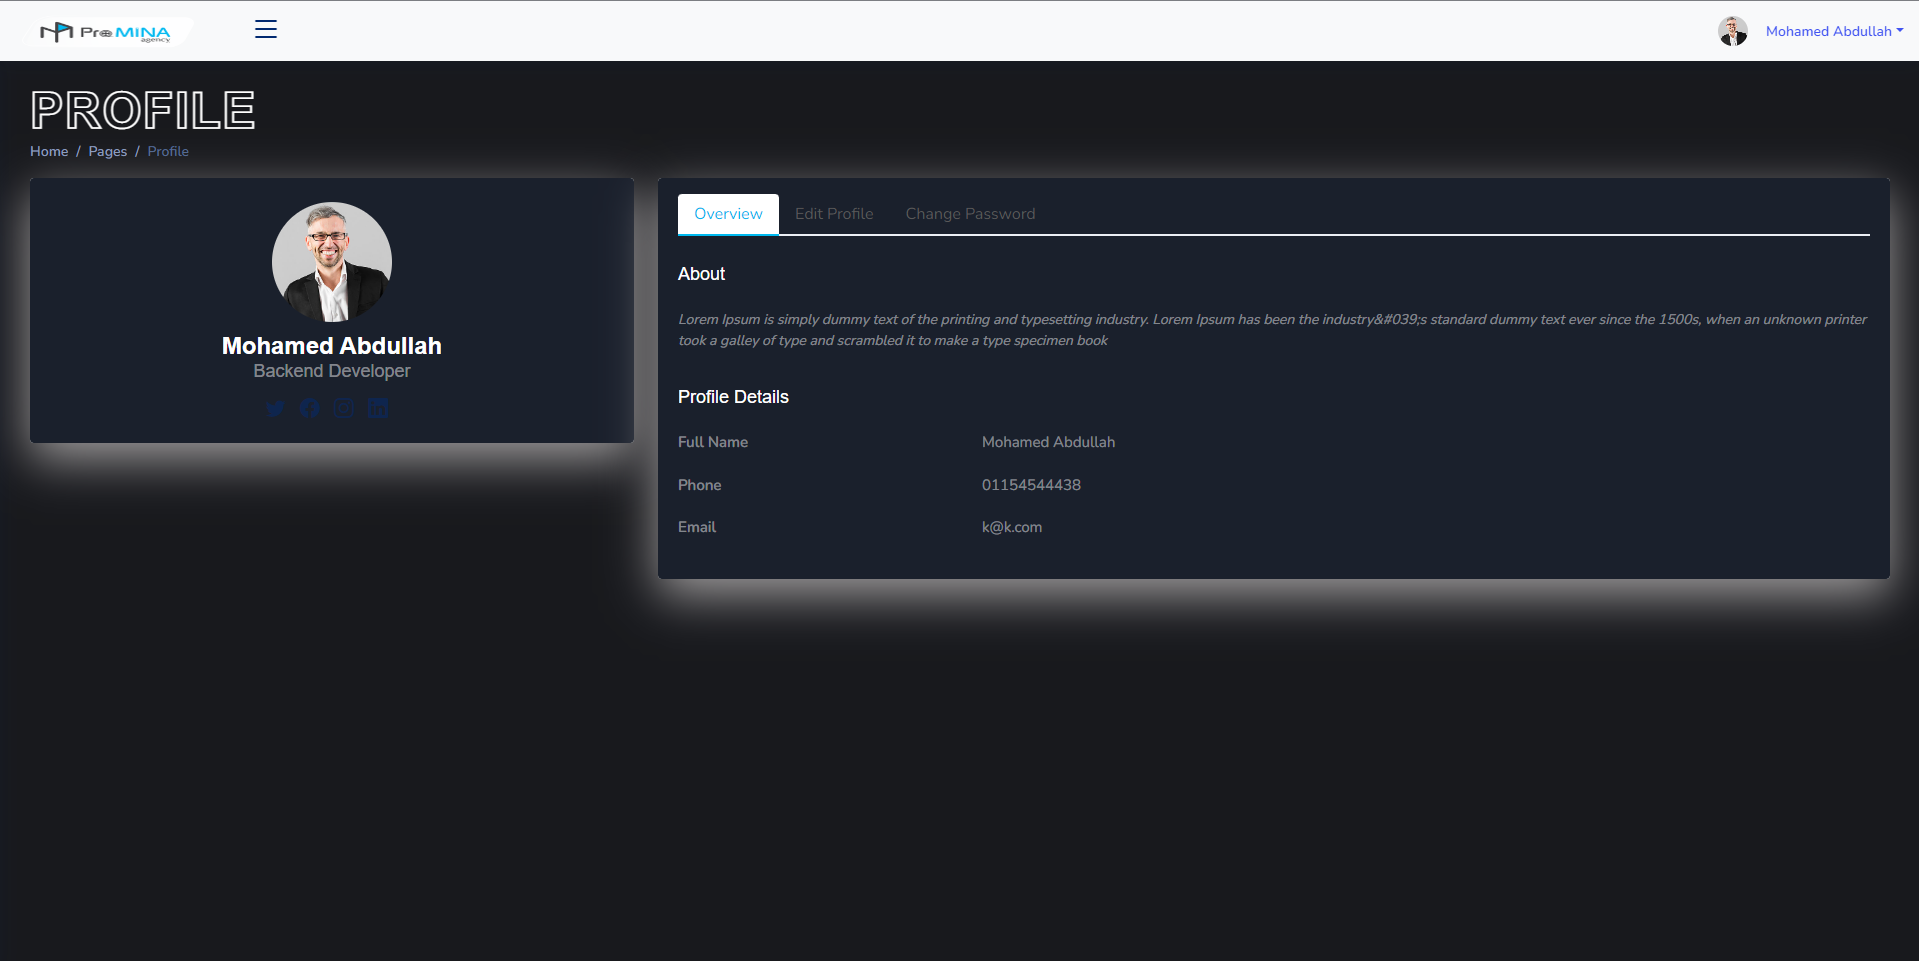 ProMINA
agency
Mohamed Abdullah
PROFILE
Home / Pages / Profile
Mohamed Abdullah
Backend Developer
Overview Edit Profile Change Password
About
Lorem Ipsum is simply dummy text of the printing and typesetting industry. Lorem Ipsum has been the industry&#039;s standard dummy text ever since the 1500s, when an unknown printer
took a galley of type and scrambled it to make a type specimen book
Profile Details
Full Name Mohamed Abdullah
Phone 01154544438
Email k@k.com